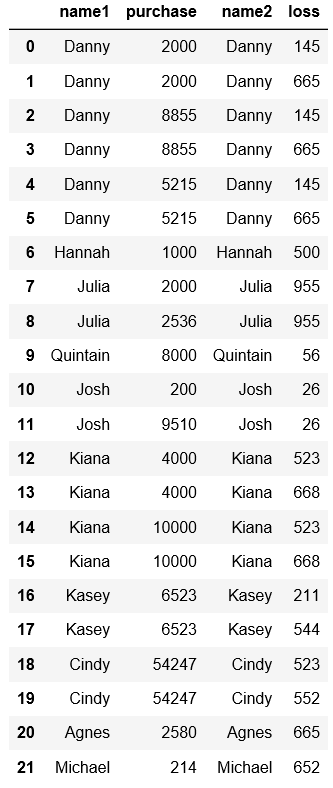 name1 purchase name2 loss
0 Danny 2000 Danny 145
1 Danny 2000 Danny 665
2 Danny 8855 Danny 145
3 Danny 8855 Danny 665
4 Danny 5215 Danny 145
5 Danny 5215 Danny 665
6 Hannah 1000 Hannah 500
7 Julia 2000 Julia 955
8 Julia 2536 Julia 955
9 Quintain 8000 Quintain 56
10 Josh 200 Josh 26
11 Josh 9510 Josh 26
12 Kiana 4000 Kiana 523
13 Kiana 4000 Kiana 668
14 Kiana 10000 Kiana 523
15 Kiana 10000 Kiana 668
16 Kasey 6523 Kasey 211
17 Kasey 6523 Kasey 544
18 Cindy 54247 Cindy 523
19 Cindy 54247 Cindy 552
20 Agnes 2580 Agnes 665
21 Michael 214 Michael 652